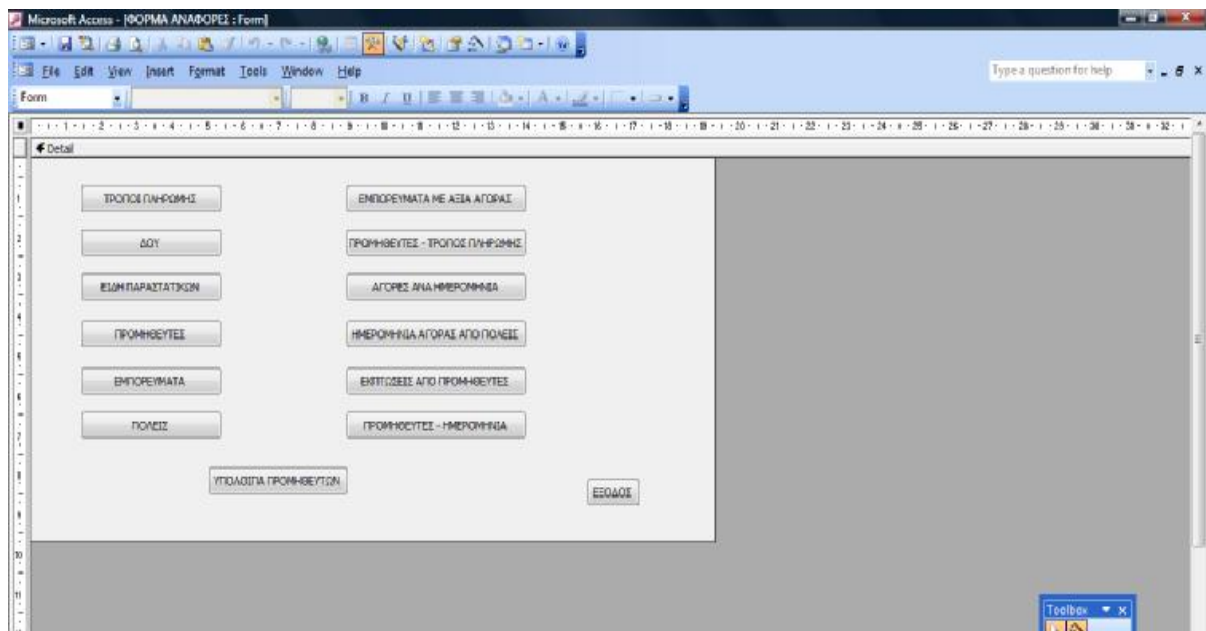 Microsoft Access - [ΦΟΡΜΑ ΑΝΑΦΟΡΕΣ : Form]
File Edit View Insert Format Tools Window Help
Type a question for help
Form
Detail
ΤΡΟΠΟΙ ΠΛΗΡΩΜΗΣ
ΕΜΠΟΡΕΥΜΑΤΑ ΜΕ ΑΞΙΑ ΑΓΟΡΑΣ
ΔΟΥ
ΠΡΟΜΗΘΕΥΤΕΣ - ΤΡΟΠΟΣ ΠΛΗΡΩΜΗΣ
ΕΙΔΗ ΠΑΡΑΣΤΑΤΙΚΩΝ
ΑΓΟΡΕΣ ΑΝΑ ΗΜΕΡΟΜΗΝΙΑ
ΠΡΟΜΗΘΕΥΤΕΣ
ΗΜΕΡΟΜΗΝΙΑ ΑΓΟΡΑΣ ΑΠΟ ΠΟΛΕΙΣ
ΕΜΠΟΡΕΥΜΑΤΑ
ΕΚΠΤΩΣΕΙΣ ΑΠΟ ΠΡΟΜΗΘΕΥΤΕΣ
ΠΟΛΕΙΣ
ΠΡΟΜΗΘΕΥΤΕΣ - ΗΜΕΡΟΜΗΝΙΑ
ΥΠΟΛΟΙΠΑ ΠΡΟΜΗΘΕΥΤΩΝ
ΕΞΟΔΟΣ
Toolbox